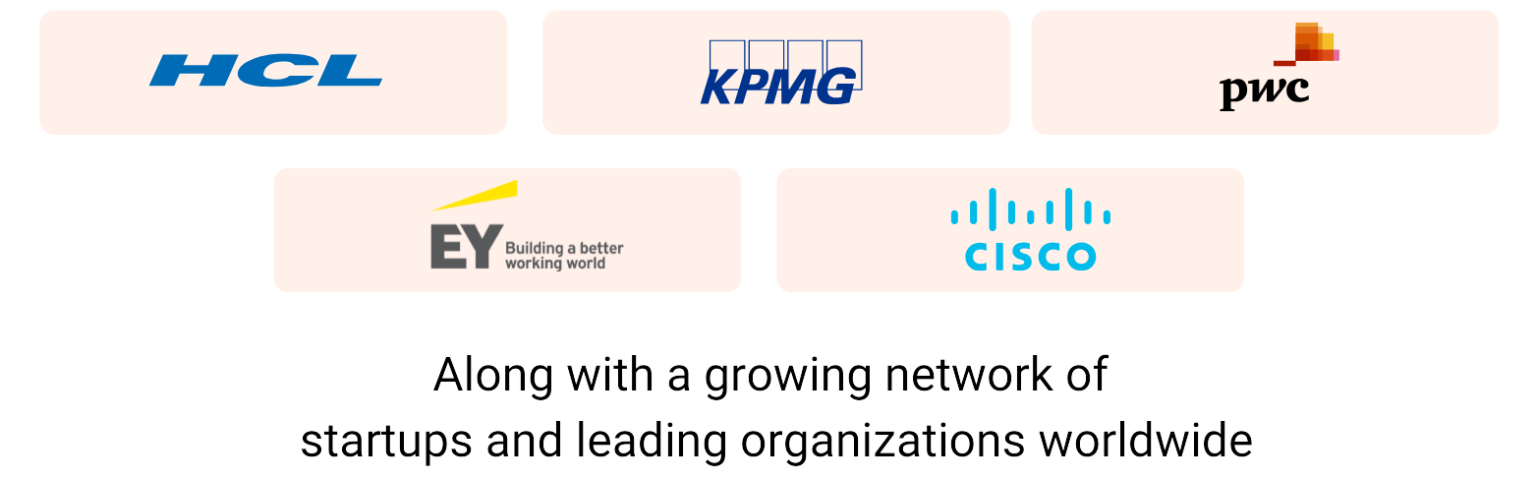 HCL
KPMG
pwc
EY
Building a better
working world
CISCO
Along with a growing network of
startups and leading organizations worldwide